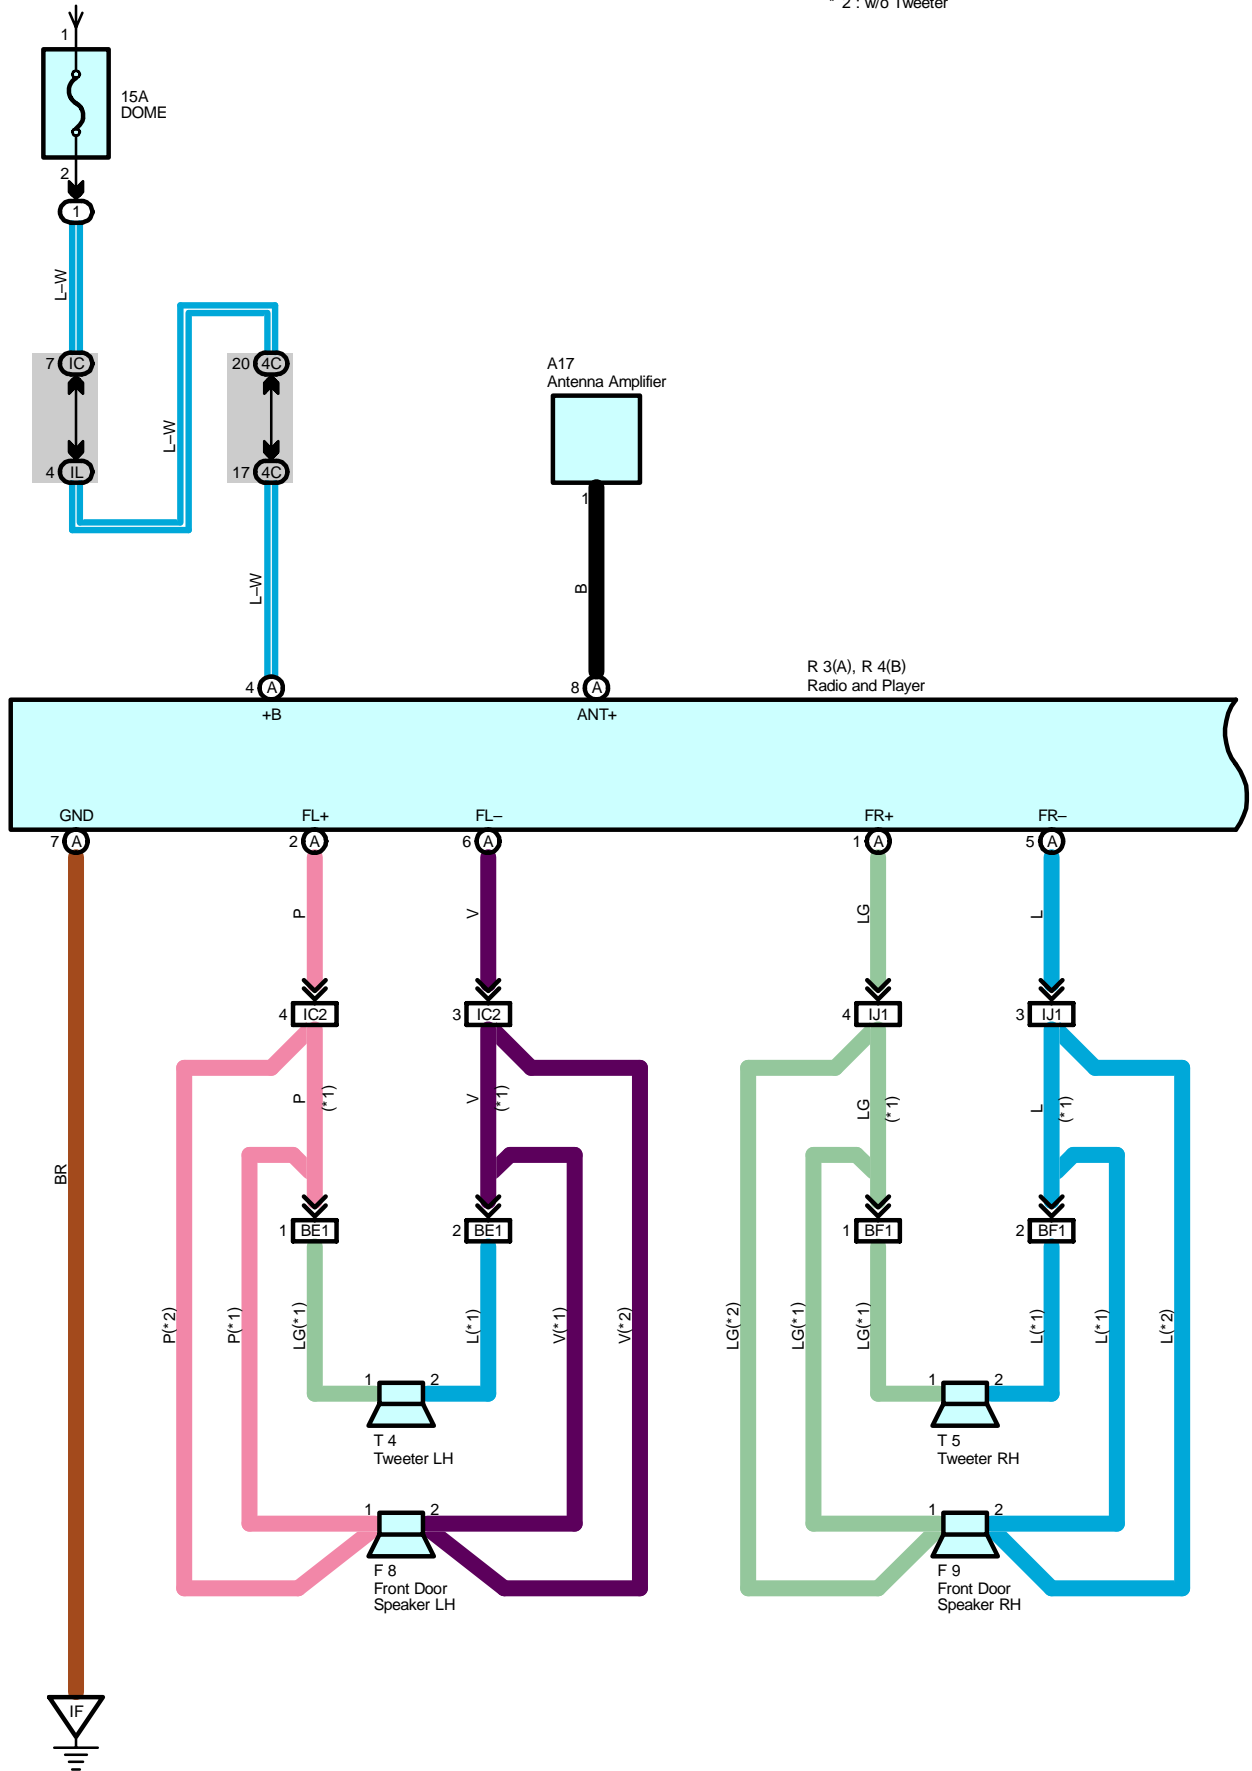 * 2 : w/o Tweeter
1
15A
DOME
2
1
L–W
7 IC
20 4C
A17
Antenna Amplifier
L–W
4 IL
17 4C
1
L–W
B
R 3(A), R 4(B)
Radio and Player
4 A
8 A
+B
ANT+
GND
FL+
FL–
FR+
FR–
7 A
2 A
6 A
1 A
5 A
P
V
LG
L
4 IC2
3 IC2
4 IJ1
3 IJ1
P
(* 1)
V
(* 1)
LG
(* 1)
L
(* 1)
BR
1 BE1
2 BE1
1 BF1
2 BF1
P(* 2)
P(* 1)
LG(* 1)
L(* 1)
V(* 1)
V(* 2)
LG(* 2)
LG(* 1)
LG(* 1)
L(* 1)
L(* 1)
L(* 2)
1
2
1
2
T 4
Tweeter LH
T 5
Tweeter RH
1
2
1
2
F 8
Front Door
Speaker LH
F 9
Front Door
Speaker RH
IF